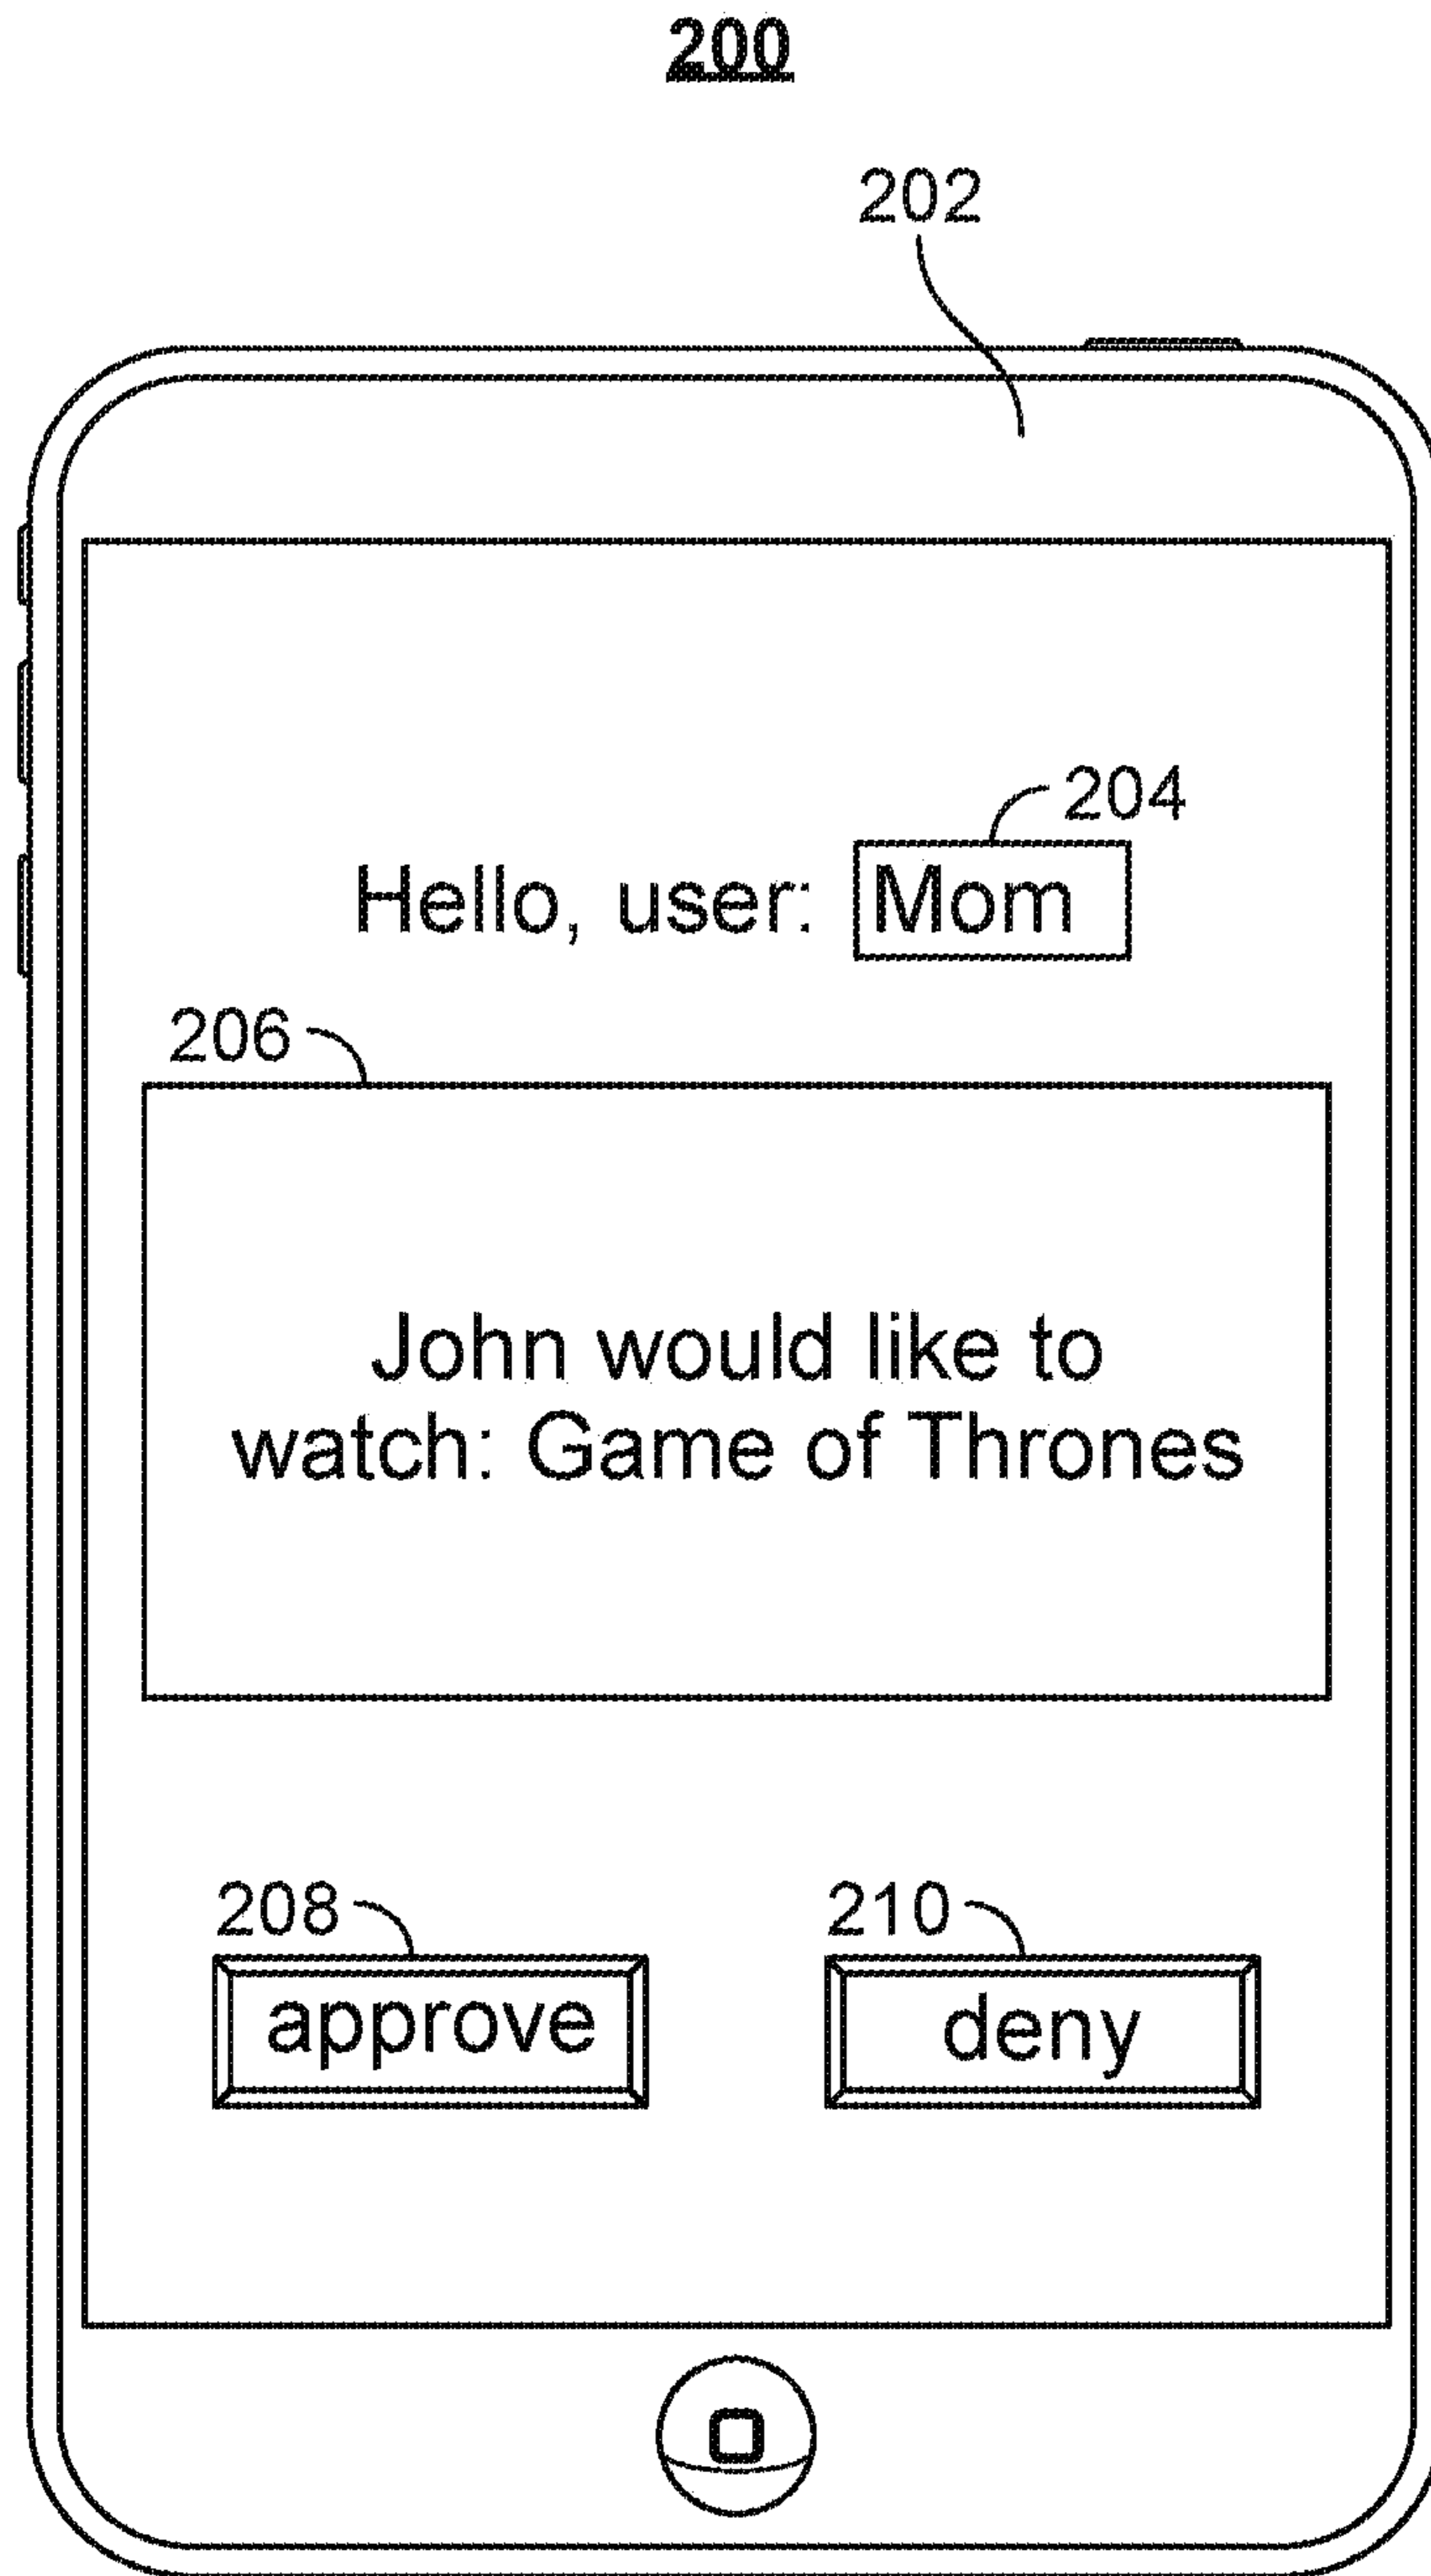 200
202
204
Hello, user: Mom
206
John would like to
watch: Game of Thrones
208
210
approve
deny